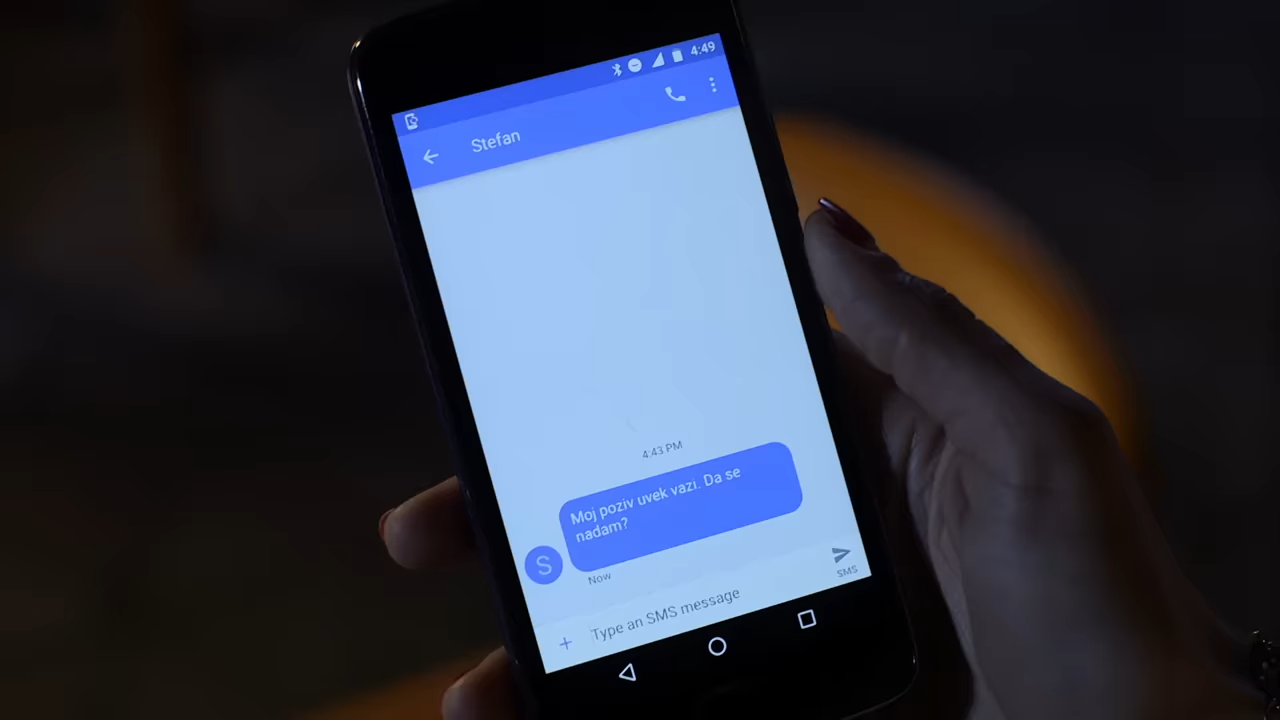 4:49
Stefan
4:43 PM
Moj poziv uvek vazi. Da se
nadam?
S
Now
Type an SMS message
SMS